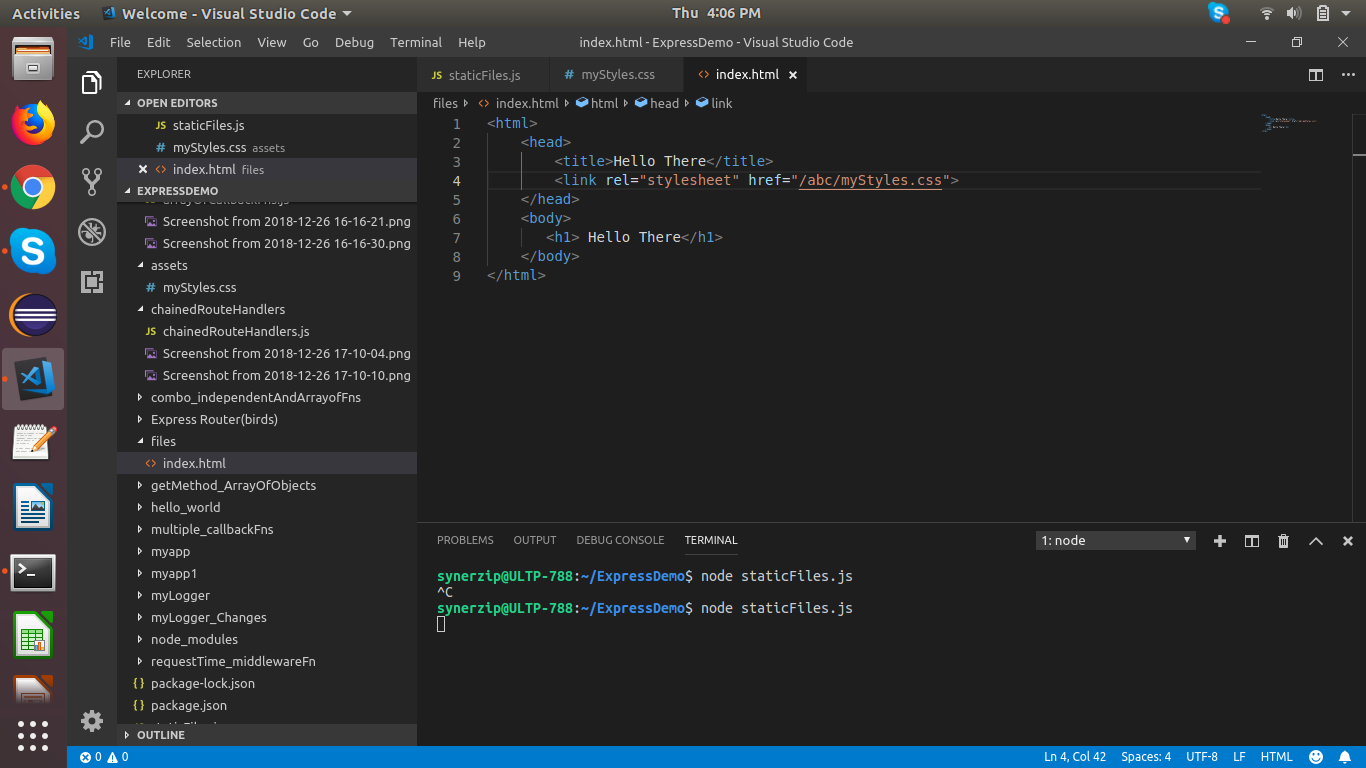 Activities Welcome - Visual Studio Code Thu 4:06 PM
File Edit Selection View Go Debug Terminal Help index.html - ExpressDemo - Visual Studio Code
EXPLORER
OPEN EDITORS
JS staticFiles.js
# myStyles.css assets
<> index.html files
EXPRESSDEMO
Screenshot from 2018-12-26 16-16-21.png
Screenshot from 2018-12-26 16-16-30.png
assets
# myStyles.css
chainedRouteHandlers
JS chainedRouteHandlers.js
Screenshot from 2018-12-26 17-10-04.png
Screenshot from 2018-12-26 17-10-10.png
combo_independentAndArrayofFns
Express Router(birds)
files
<> index.html
getMethod_ArrayOfObjects
hello_world
multiple_callbackFns
myapp
myapp1
myLogger
myLogger_Changes
node_modules
requestTime_middlewareFn
{} package-lock.json
{} package.json
OUTLINE
JS staticFiles.js # myStyles.css <> index.html
files <> index.html html head link
1 <html>
2 <head>
3 <title>Hello There</title>
4 <link rel="stylesheet" href="/abc/myStyles.css">
5 </head>
6 <body>
7 <h1> Hello There</h1>
8 </body>
9 </html>
PROBLEMS OUTPUT DEBUG CONSOLE TERMINAL 1: node
synerzip@ULTP-788:~/ExpressDemo$ node staticFiles.js
^C
synerzip@ULTP-788:~/ExpressDemo$ node staticFiles.js
0 0 Ln 4, Col 42 Spaces: 4 UTF-8 LF HTML